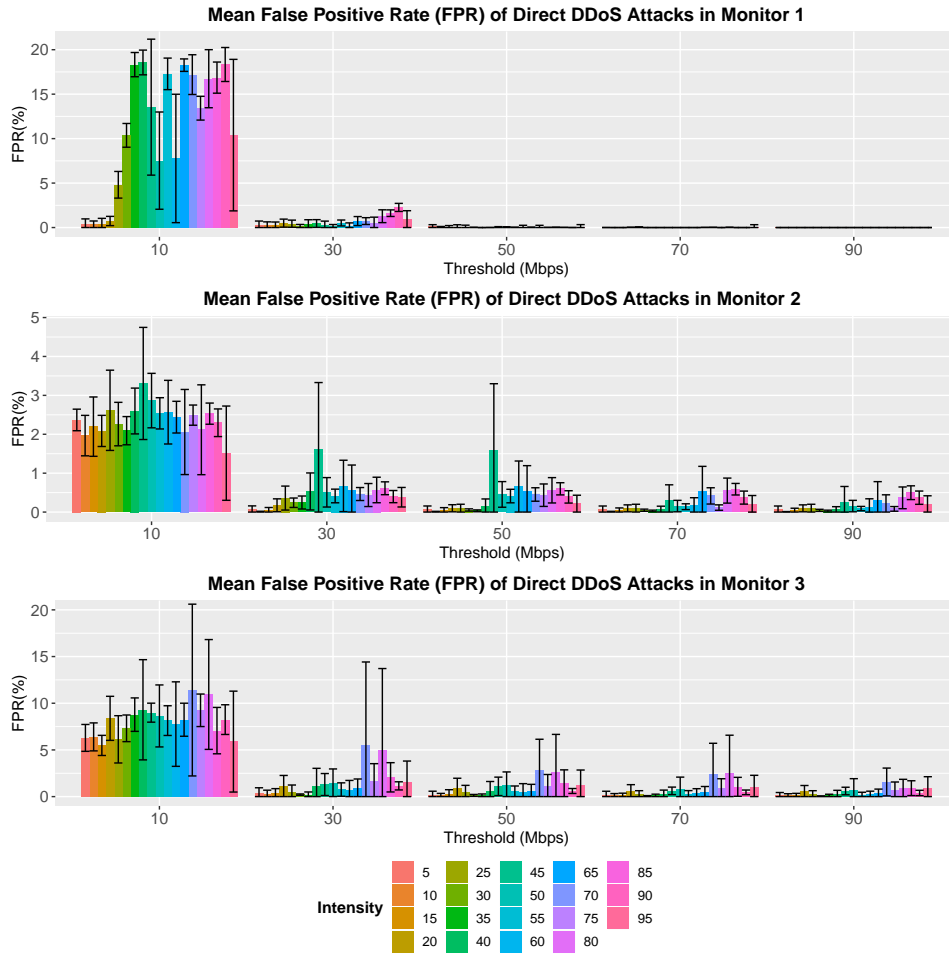 Mean False Positive Rate (FPR) of Direct DDoS Attacks in Monitor 1
FPR(%)
20
15
10
5
0
10 30 50 70 90
Threshold (Mbps)
Mean False Positive Rate (FPR) of Direct DDoS Attacks in Monitor 2
FPR(%)
5
4
3
2
1
0
10 30 50 70 90
Threshold (Mbps)
Mean False Positive Rate (FPR) of Direct DDoS Attacks in Monitor 3
FPR(%)
20
15
10
5
0
10 30 50 70 90
Threshold (Mbps)
Intensity
5 25 45 65 85
10 30 50 70 90
15 35 55 75 95
20 40 60 80